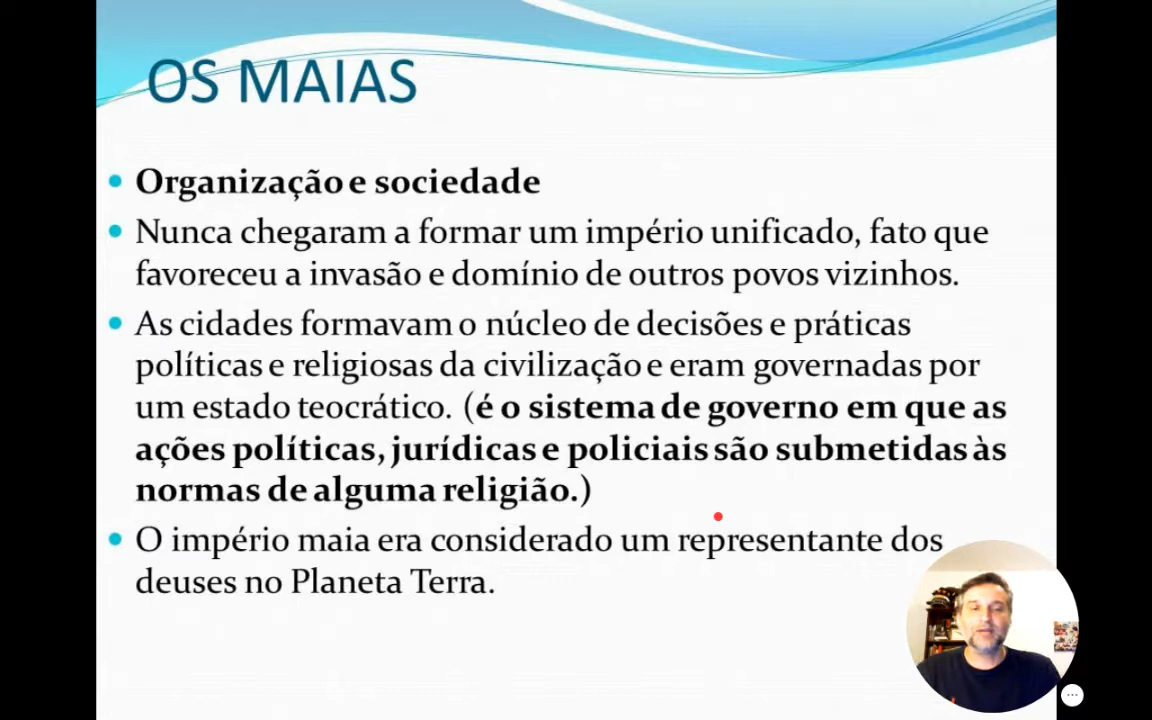 OS MAIAS
Organização e sociedade
Nunca chegaram a formar um império unificado, fato que
favoreceu a invasão e domínio de outros povos vizinhos.
As cidades formavam o núcleo de decisões e práticas
políticas e religiosas da civilização e eram governadas por
um estado teocrático. (é o sistema de governo em que as
ações políticas, jurídicas e policiais são submetidas às
normas de alguma religião.)
O império maia era considerado um representante dos
deuses no Planeta Terra.